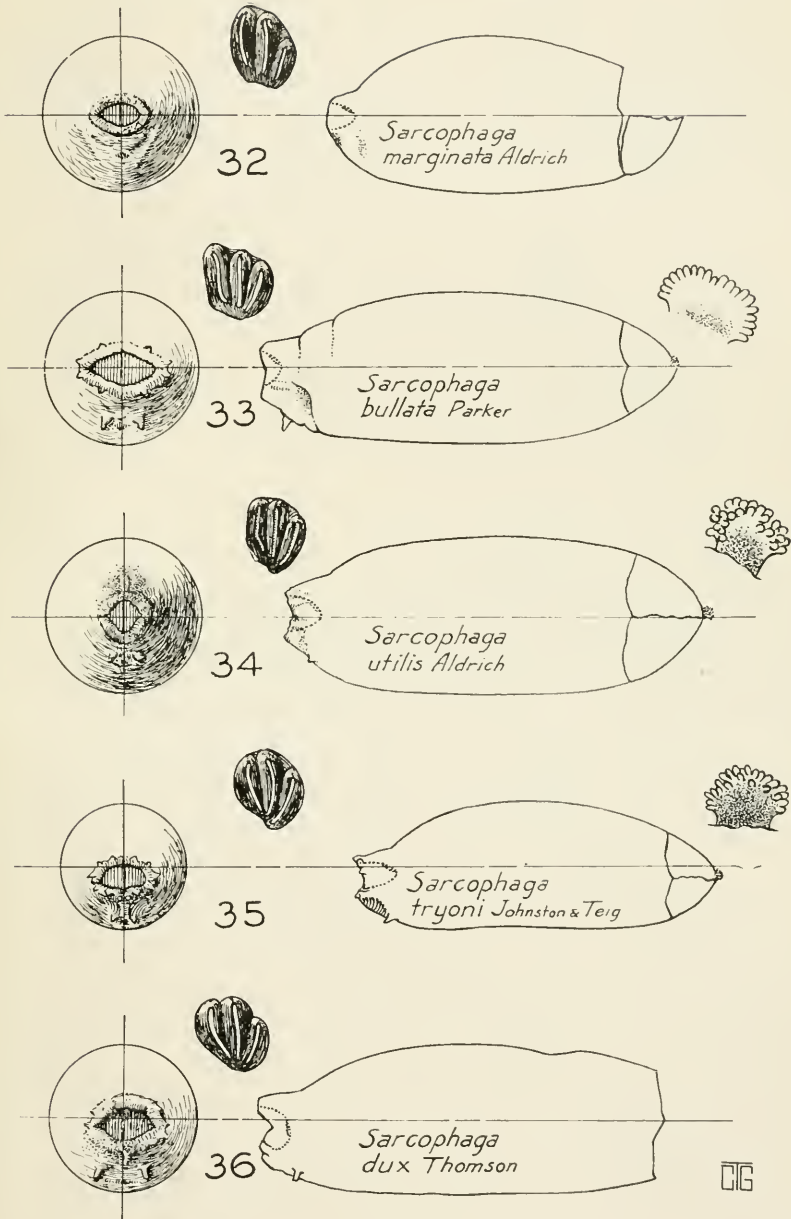 32
Sarcophaga
marginata Aldrich
33
Sarcophaga
bullata Parker
34
Sarcophaga
utilis Aldrich
35
Sarcophaga
tryoni Johnston & Teig
36
Sarcophaga
dux Thomson
CTG